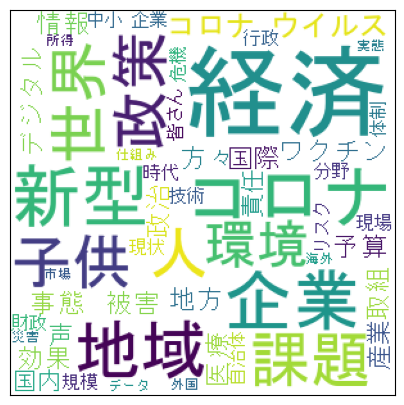 情報 中小 企業 コロナ ウイルス
所得 行政 実態
デジタル 世界 政策 危機 経済 体制
皆さん
仕組み 方々 国際 ワクチン
新型 時代 コロナ 分野
政治 技術 責任 リスク 現場
子供 現状 人 環境 予算
市場 海外
事態 被害 地方 企業 取組
財政 声 産業
災害 効果 地域 医療 自治体 課題
国内 規模 データ 外国